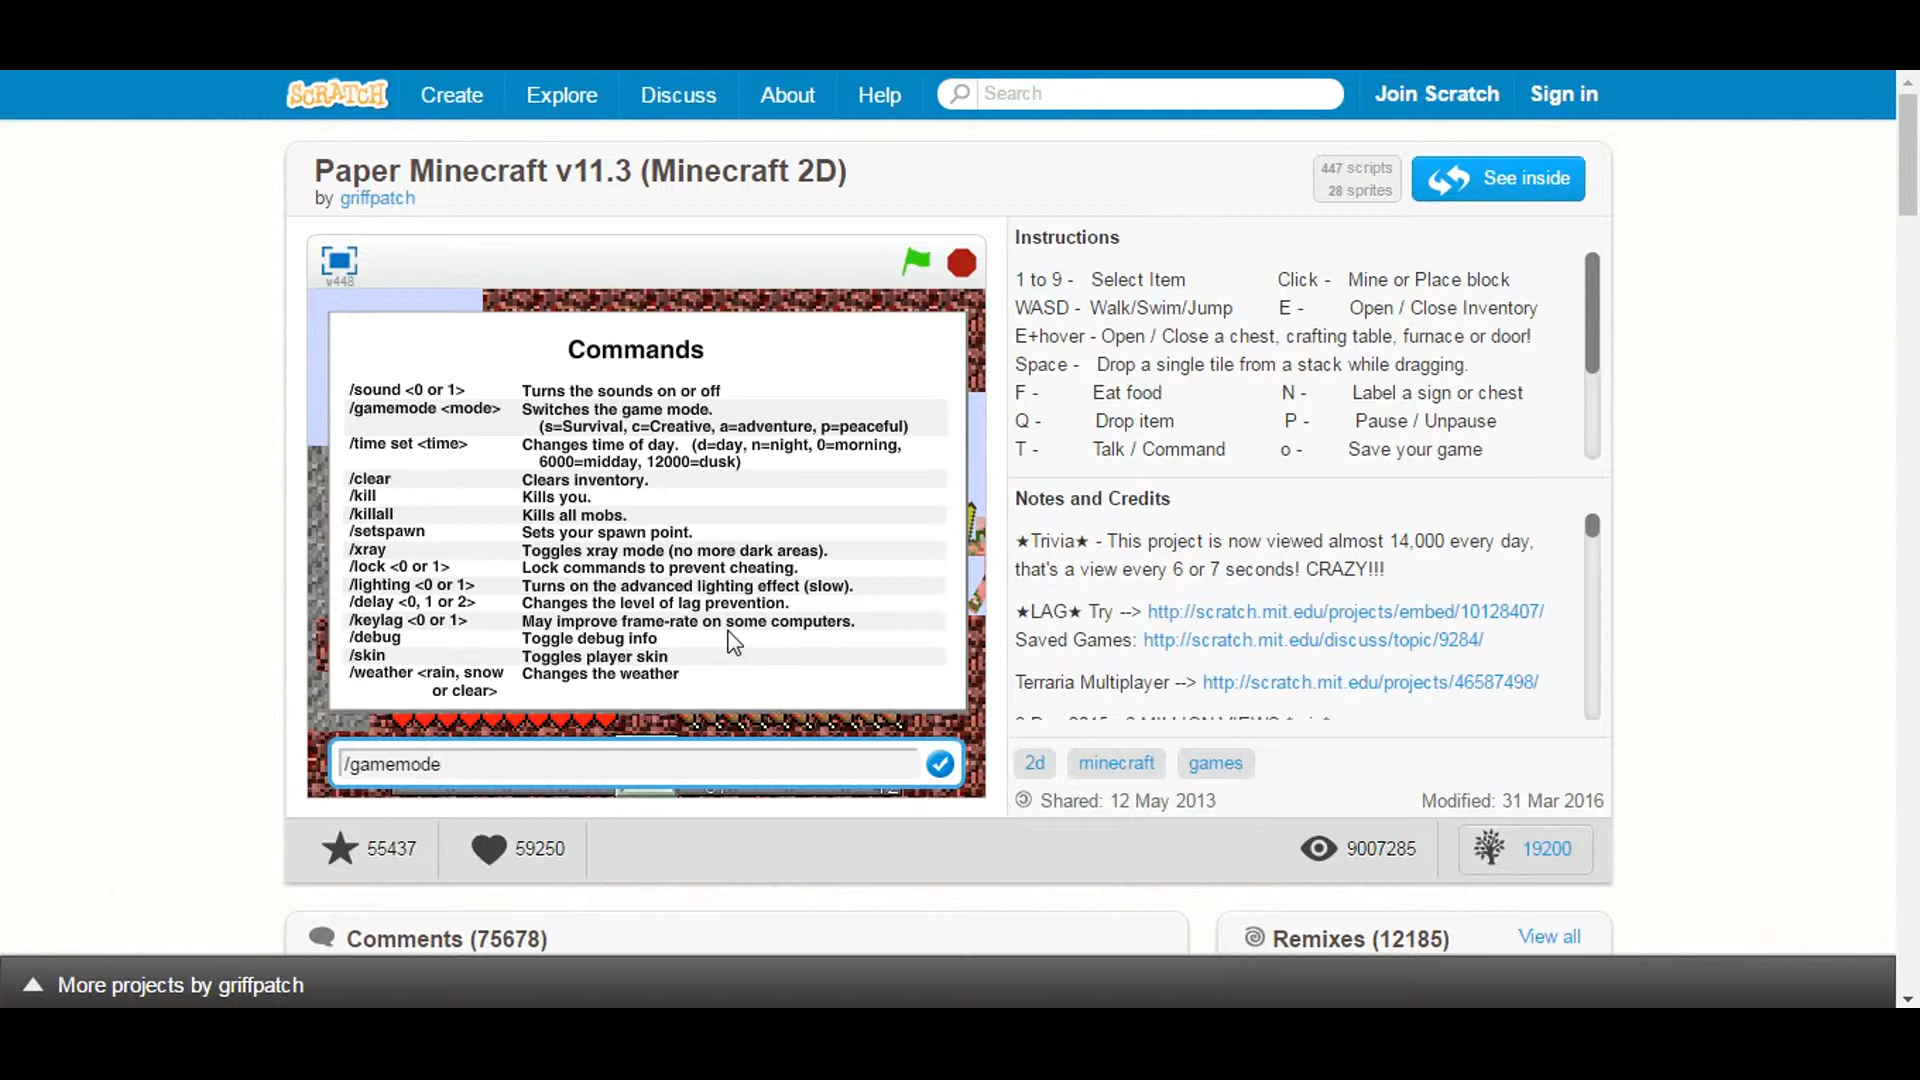 SCRATCH Create Explore Discuss About Help Search Join Scratch Sign in
Paper Minecraft v11.3 (Minecraft 2D)
by griffpatch
447 scripts
28 sprites
See inside
v448
Commands
/sound <0 or 1> Turns the sounds on or off
/gamemode <mode> Switches the game mode.
(s=Survival, c=Creative, a=adventure, p=peaceful)
/time set <time> Changes time of day. (d=day, n=night, 0=morning,
6000=midday, 12000=dusk)
/clear Clears inventory.
/kill Kills you.
/killall Kills all mobs.
/setspawn Sets your spawn point.
/xray Toggles xray mode (no more dark areas).
/lock <0 or 1> Lock commands to prevent cheating.
/lighting <0 or 1> Turns on the advanced lighting effect (slow).
/delay <0, 1 or 2> Changes the level of lag prevention.
/keylag <0 or 1> May improve frame-rate on some computers.
/debug Toggle debug info
/skin Toggles player skin
/weather <rain, snow Changes the weather
or clear>
/gamemode
Instructions
1 to 9 - Select Item Click - Mine or Place block
WASD - Walk/Swim/Jump E - Open / Close Inventory
E+hover - Open / Close a chest, crafting table, furnace or door!
Space - Drop a single tile from a stack while dragging.
F - Eat food N - Label a sign or chest
Q - Drop item P - Pause / Unpause
T - Talk / Command o - Save your game
Notes and Credits
★Trivia★ - This project is now viewed almost 14,000 every day,
that's a view every 6 or 7 seconds! CRAZY!!!
★LAG★ Try --> http://scratch.mit.edu/projects/embed/10128407/
Saved Games: http://scratch.mit.edu/discuss/topic/9284/
Terraria Multiplayer --> http://scratch.mit.edu/projects/46587498/
2d minecraft games
Shared: 12 May 2013 Modified: 31 Mar 2016
55437 59250 9007285 19200
Comments (75678)
Remixes (12185) View all
More projects by griffpatch